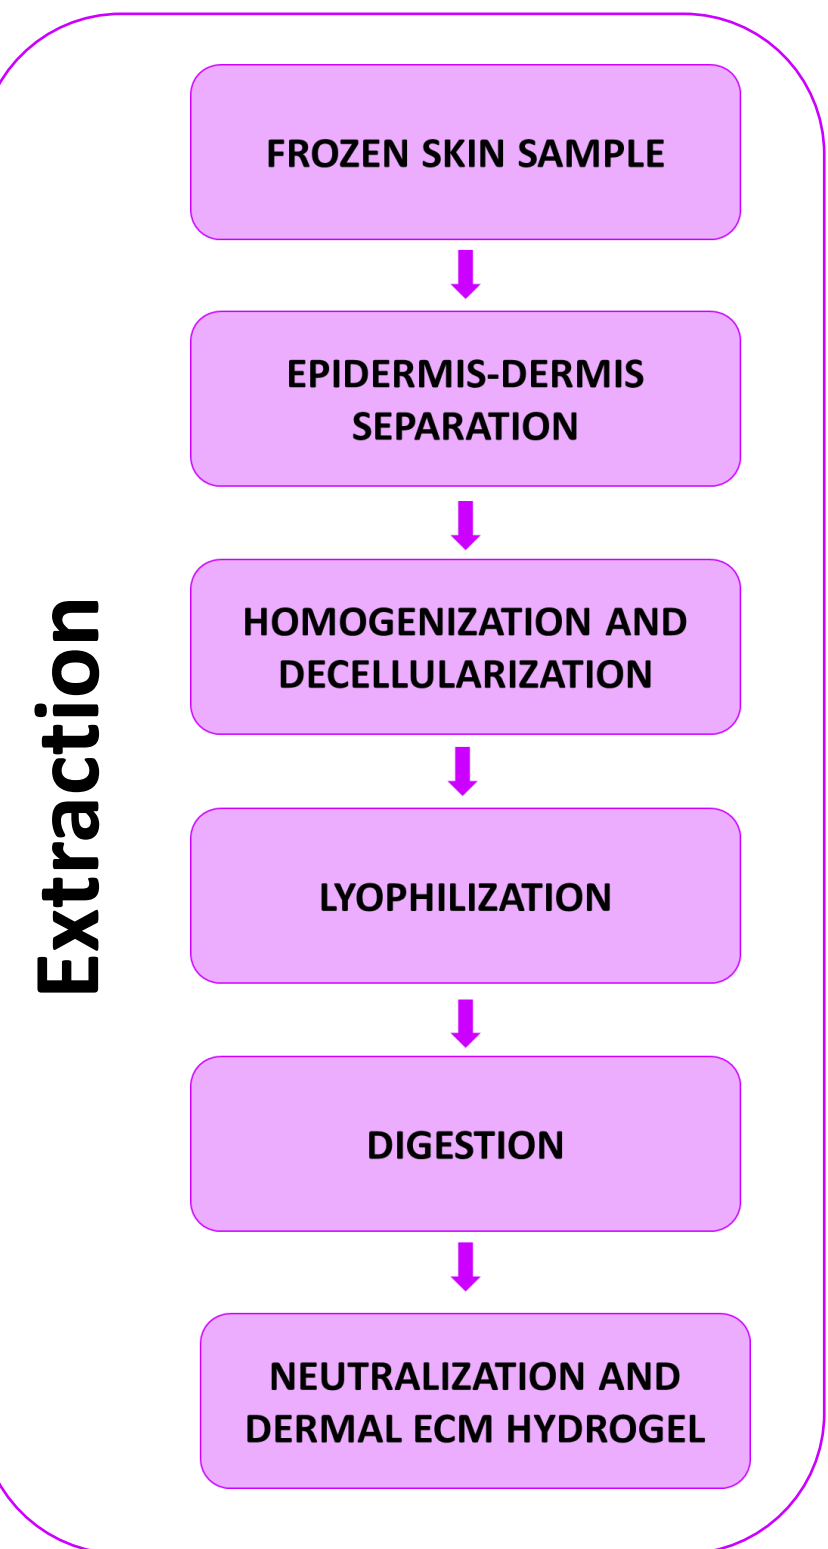 Extraction
FROZEN SKIN SAMPLE
EPIDERMIS-DERMIS
SEPARATION
HOMOGENIZATION AND
DECELLULARIZATION
LYOPHILIZATION
DIGESTION
NEUTRALIZATION AND
DERMAL ECM HYDROGEL